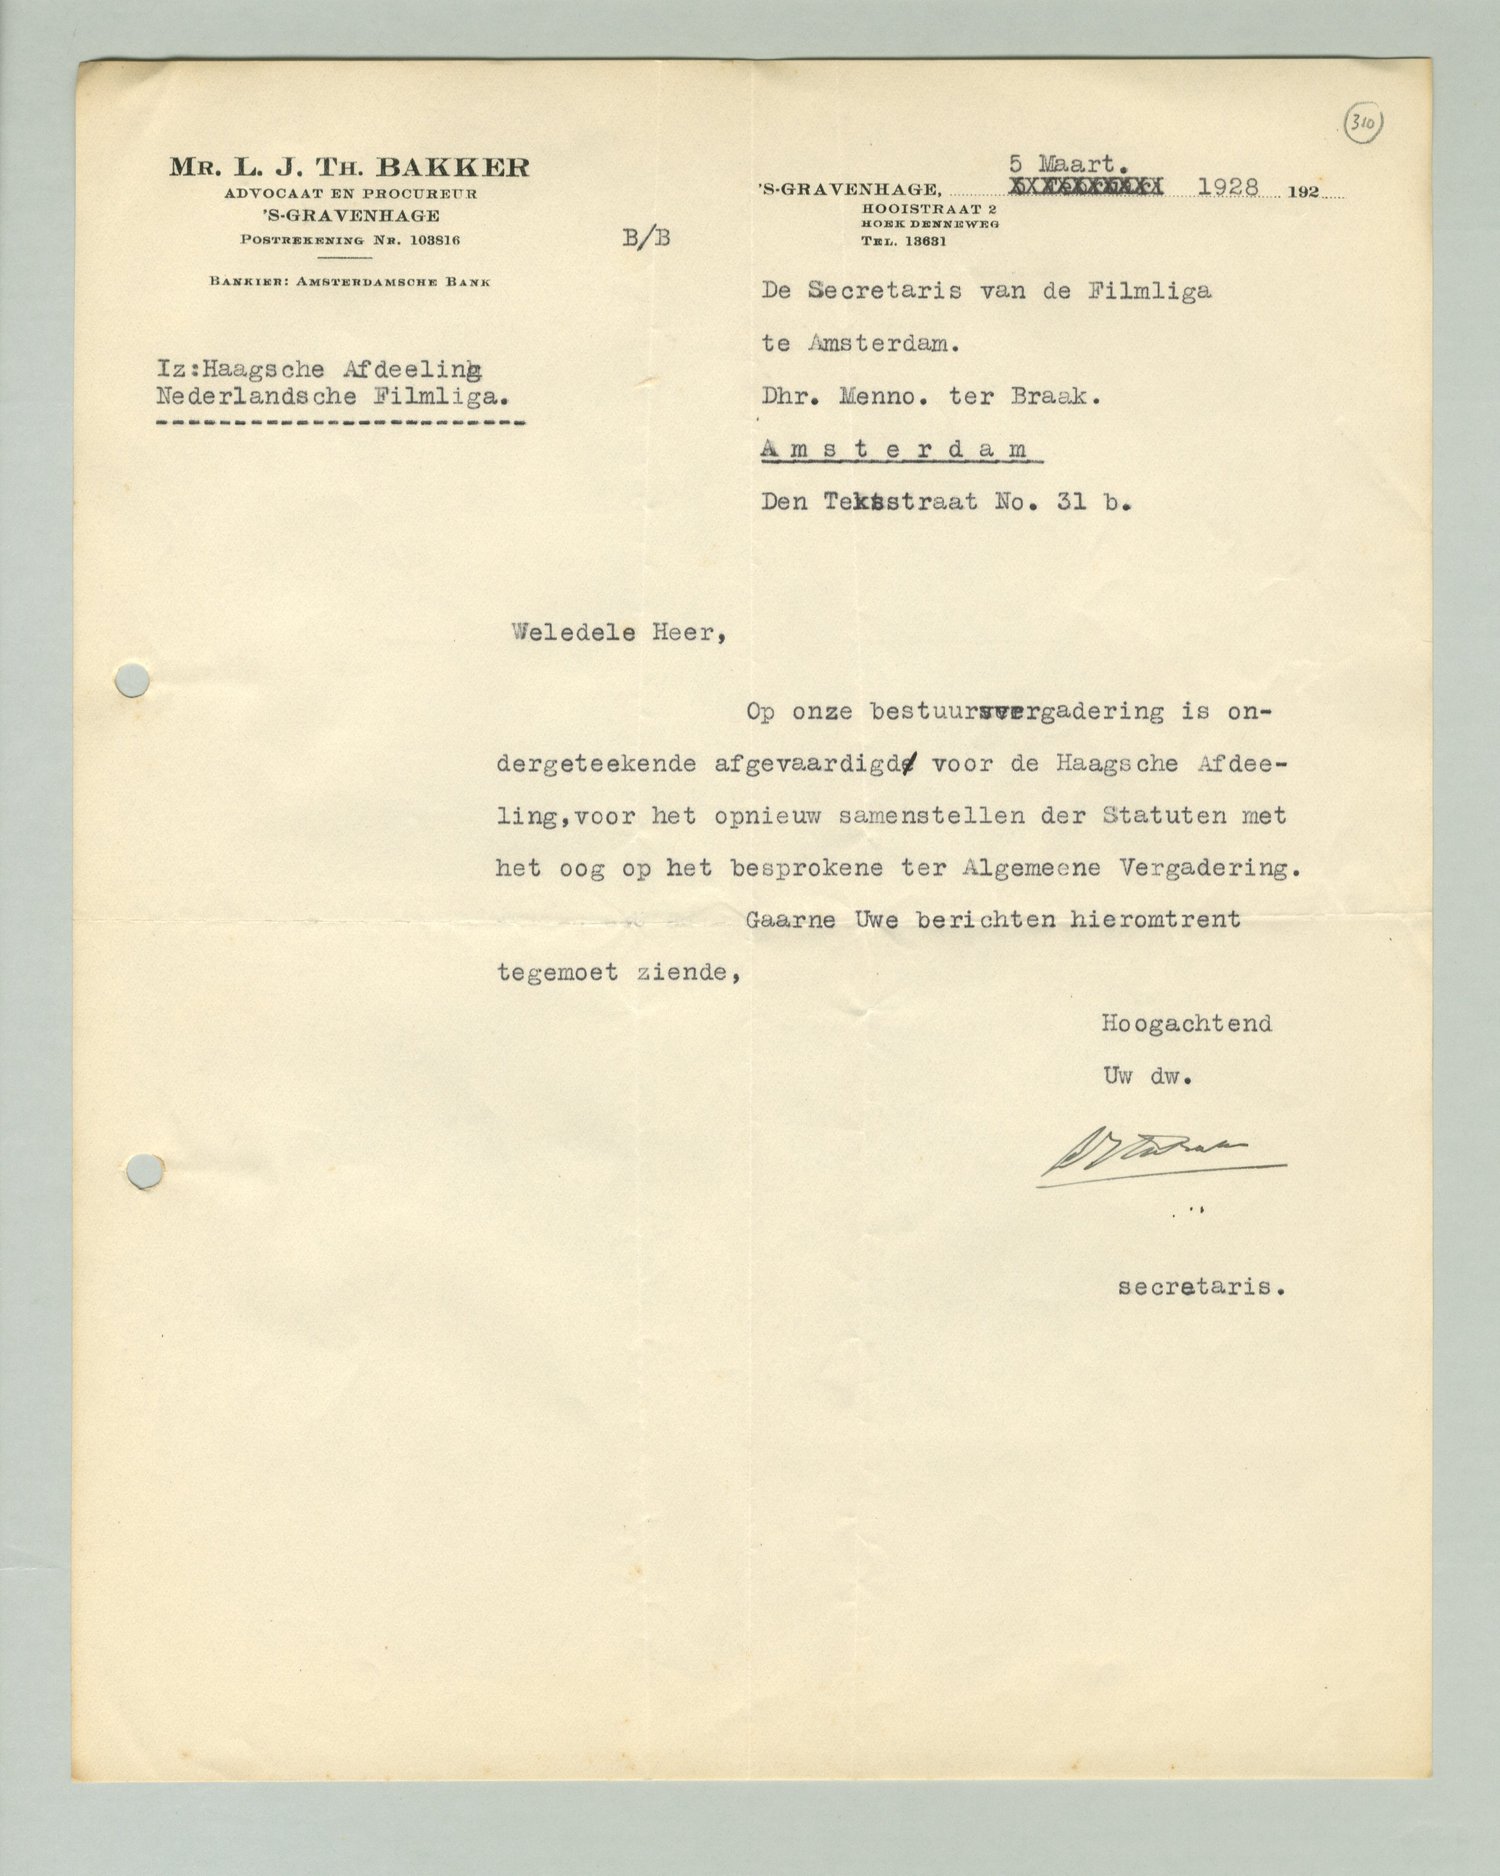 310
MR. L. J. TH. BAKKER
ADVOCAAT EN PROCUREUR
'S-GRAVENHAGE
POSTREKENING NR. 103816
BANKIER: AMSTERDAMSCHE BANK
B/B
5 Maart.
'S-GRAVENHAGE, 1928 192
HOOISTRAAT 2
HOEK DENNEWEG
TEL. 13631
Iz:Haagsche Afdeeling
Nederlandsche Filmliga.
De Secretaris van de Filmliga
te Amsterdam.
Dhr. Menno. ter Braak.
Amsterdam
Den Texstraat No. 31 b.
Weledele Heer,
Op onze bestuursvergadering is on-
dergeteekende afgevaardigd voor de Haagsche Afdee-
ling,voor het opnieuw samenstellen der Statuten met
het oog op het besprokene ter Algemeene Vergadering.
Gaarne Uwe berichten hieromtrent
tegemoet ziende,
Hoogachtend
Uw dw.
secretaris.